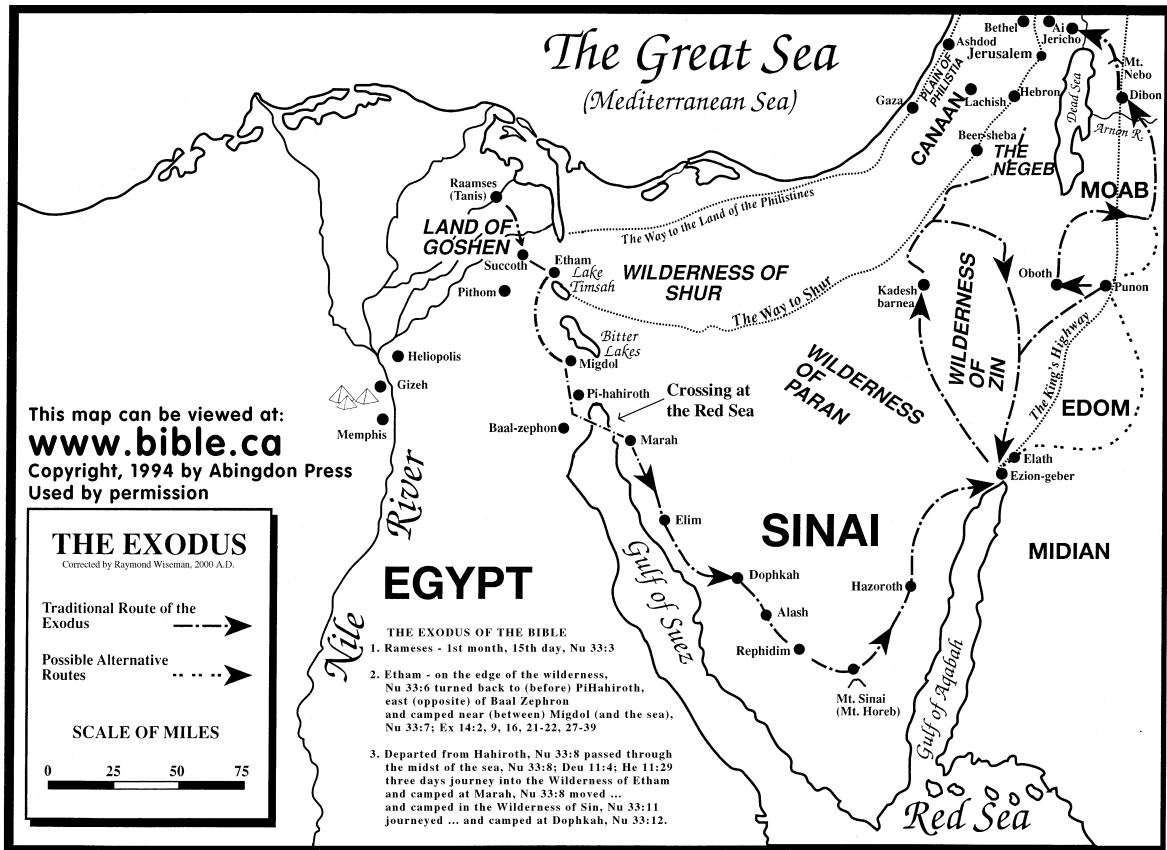 The Great Sea
(Mediterranean Sea)
Bethel
Ai
Jericho
Ashdod
Jerusalem
Mt.
Nebo
PLAIN OF
PHILISTIA
Gaza
CANAAN
Lachish
Hebron
Dead Sea
Dibon
Arnon R.
Beer-sheba
THE
NEGEB
MOAB
Raamses
(Tanis)
The Way to the Land of the Philistines
LAND OF
GOSHEN
Succoth
Etham
Lake
Timsah
WILDERNESS OF
SHUR
Pithom
The Way to Shur
Kadesh
barnea
WILDERNESS
OF
ZIN
Oboth
Punon
Bitter
Lakes
Heliopolis
Migdol
WILDERNESS
OF
PARAN
The King's Highway
Gizeh
Pi-hahiroth
Crossing at
the Red Sea
EDOM
Memphis
Baal-zephon
Marah
Elath
Ezion-geber
This map can be viewed at:
www.bible.ca
Copyright, 1994 by Abingdon Press
Used by permission
Nile River
Elim
SINAI
MIDIAN
Gulf of Suez
EGYPT
Dophkah
Hazoroth
Alash
Rephidim
Mt. Sinai
(Mt. Horeb)
Gulf of Aqabah
Red Sea
THE EXODUS
Corrected by Raymond Wiseman, 2000 A.D.
Traditional Route of the
Exodus
Possible Alternative
Routes
SCALE OF MILES
0 25 50 75
THE EXODUS OF THE BIBLE
1. Rameses - 1st month, 15th day, Nu 33:3
2. Etham - on the edge of the wilderness,
Nu 33:6 turned back to (before) PiHahiroth,
east (opposite) of Baal Zephron
and camped near (between) Migdol (and the sea),
Nu 33:7; Ex 14:2, 9, 16, 21-22, 27-39
3. Departed from Hahiroth, Nu 33:8 passed through
the midst of the sea, Nu 33:8; Deu 11:4; He 11:29
three days journey into the Wilderness of Etham
and camped at Marah, Nu 33:8 moved ...
and camped in the Wilderness of Sin, Nu 33:11
journeyed ... and camped at Dophkah, Nu 33:12.